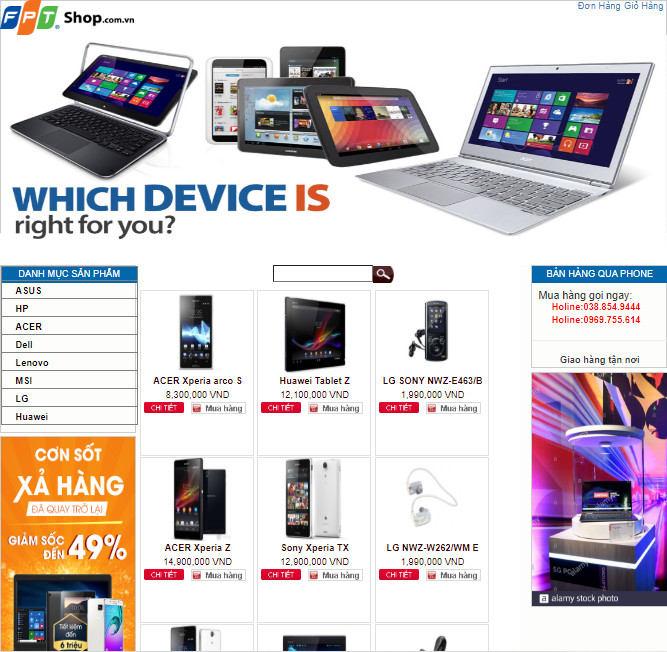 FPT Shop.com.vn
Đơn Hàng Giỏ Hàng
Start
WHICH DEVICE IS
right for you?
DANH MỤC SẢN PHẨM
ASUS
HP
ACER
Dell
Lenovo
MSI
LG
Huawei
CƠN SỐT
XẢ HÀNG
ĐÃ QUAY TRỞ LẠI
GIẢM SỐC
ĐẾN 49%
Tiết kiệm
đến
6 triệu
ACER Xperia arco S
8,300,000 VND
CHI TIẾT Mua hàng
Huawei Tablet Z
12,100,000 VND
CHI TIẾT Mua hàng
LG SONY NWZ-E463/B
1,990,000 VND
CHI TIẾT Mua hàng
ACER Xperia Z
14,900,000 VND
CHI TIẾT Mua hàng
Sony Xperia TX
12,900,000 VND
CHI TIẾT Mua hàng
LG NWZ-W262/WM E
1,990,000 VND
CHI TIẾT Mua hàng
BÁN HÀNG QUA PHONE
Mua hàng gọi ngay:
Holine:038.854.9444
Holine:0969.755.614
Giao hàng tận nơi
a alamy stock photo